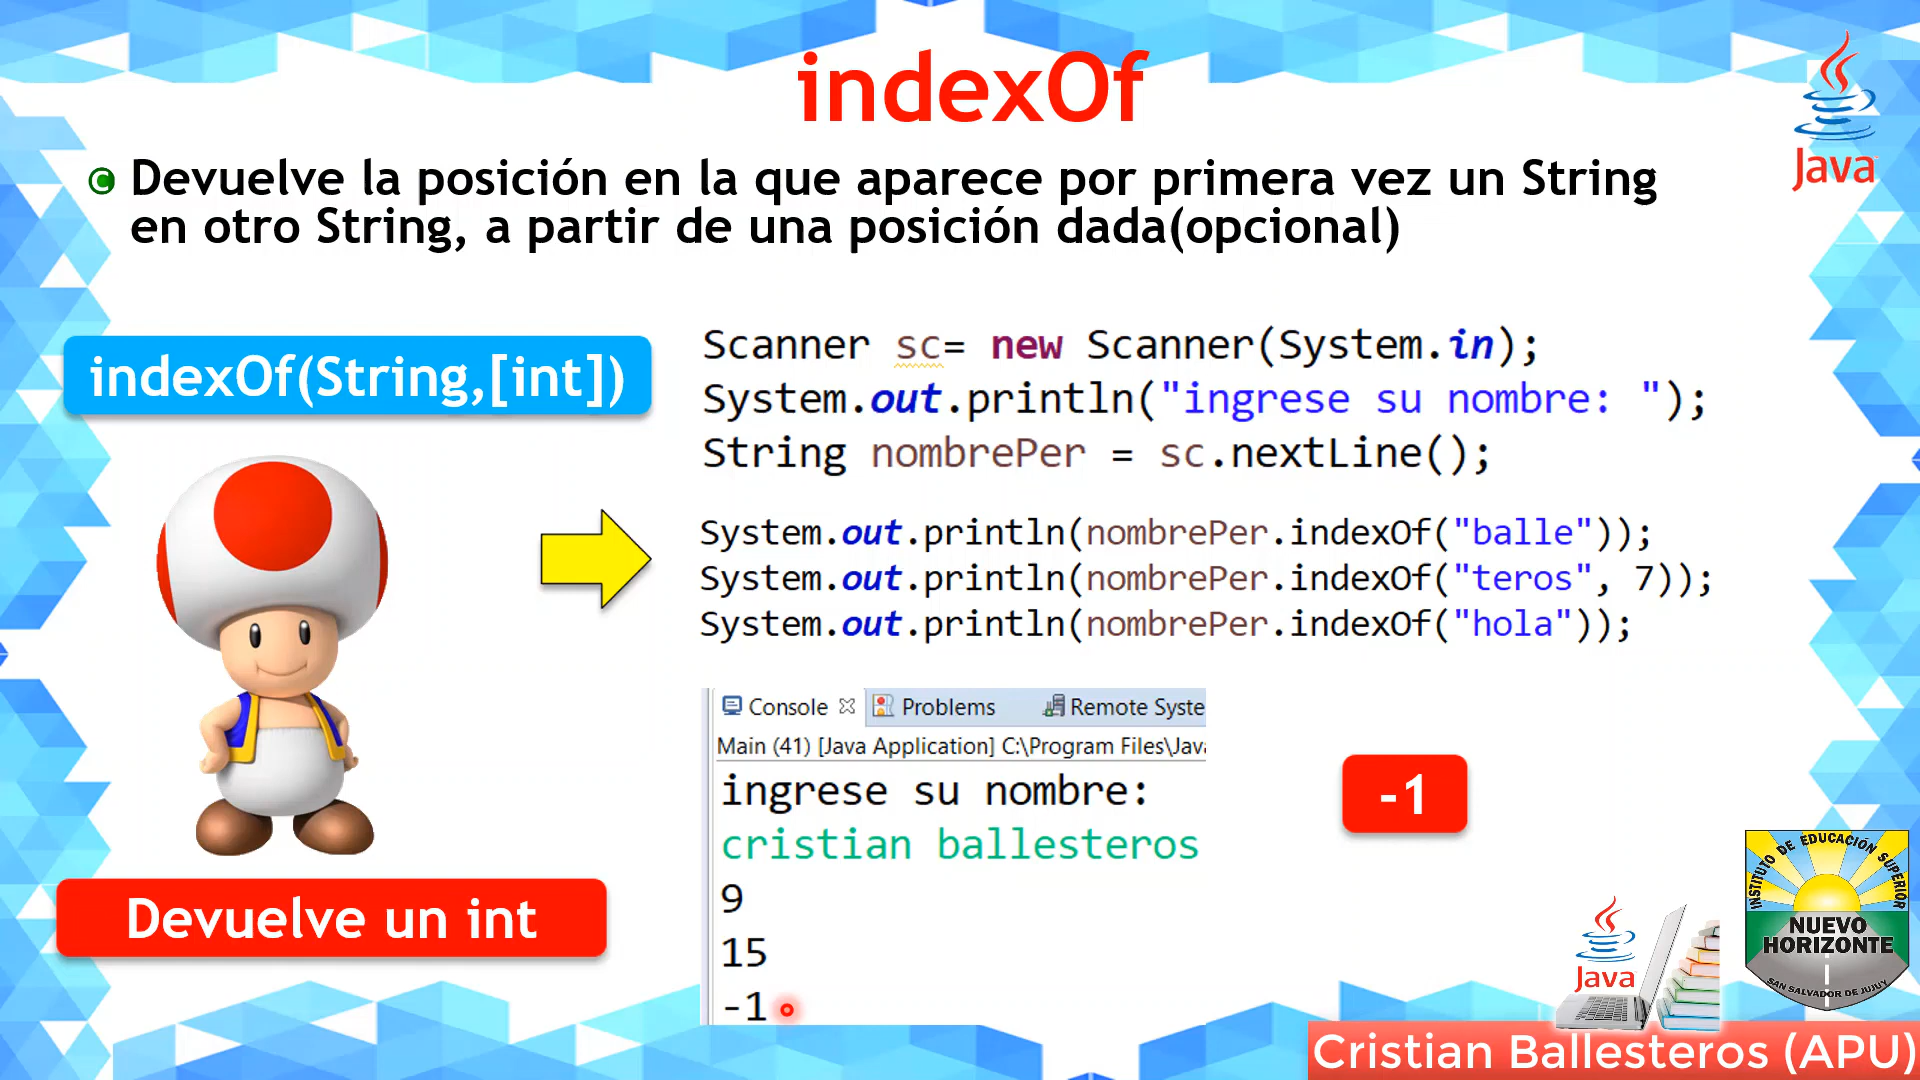 indexOf
Java
Devuelve la posición en la que aparece por primera vez un String
en otro String, a partir de una posición dada(opcional)
indexOf(String,[int])
Scanner sc= new Scanner(System.in);
System.out.println("ingrese su nombre: ");
String nombrePer = sc.nextLine();
System.out.println(nombrePer.indexOf("balle"));
System.out.println(nombrePer.indexOf("teros", 7));
System.out.println(nombrePer.indexOf("hola"));
Console Problems Remote Syste
Main (41) [Java Application] C:\Program Files\Java
ingrese su nombre:
cristian ballesteros
9
15
-1
-1
Devuelve un int
Java
INSTITUTO DE EDUCACIÓN SUPERIOR
NUEVO
HORIZONTE
SAN SALVADOR DE JUJUY
Cristian Ballesteros (APU)